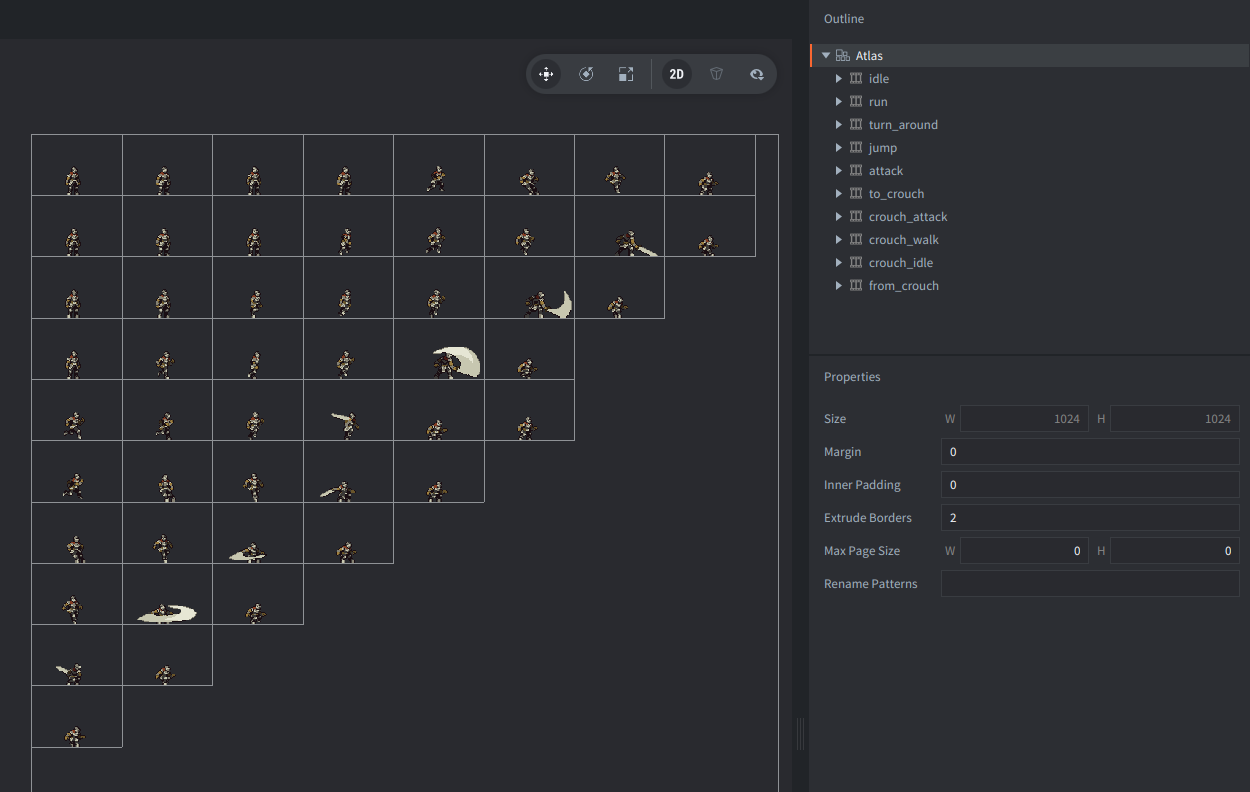 Outline
2D
Atlas
idle
run
turn_around
jump
attack
to_crouch
crouch_attack
crouch_walk
crouch_idle
from_crouch
Properties
Size W 1024 H 1024
Margin 0
Inner Padding 0
Extrude Borders 2
Max Page Size W 0 H 0
Rename Patterns